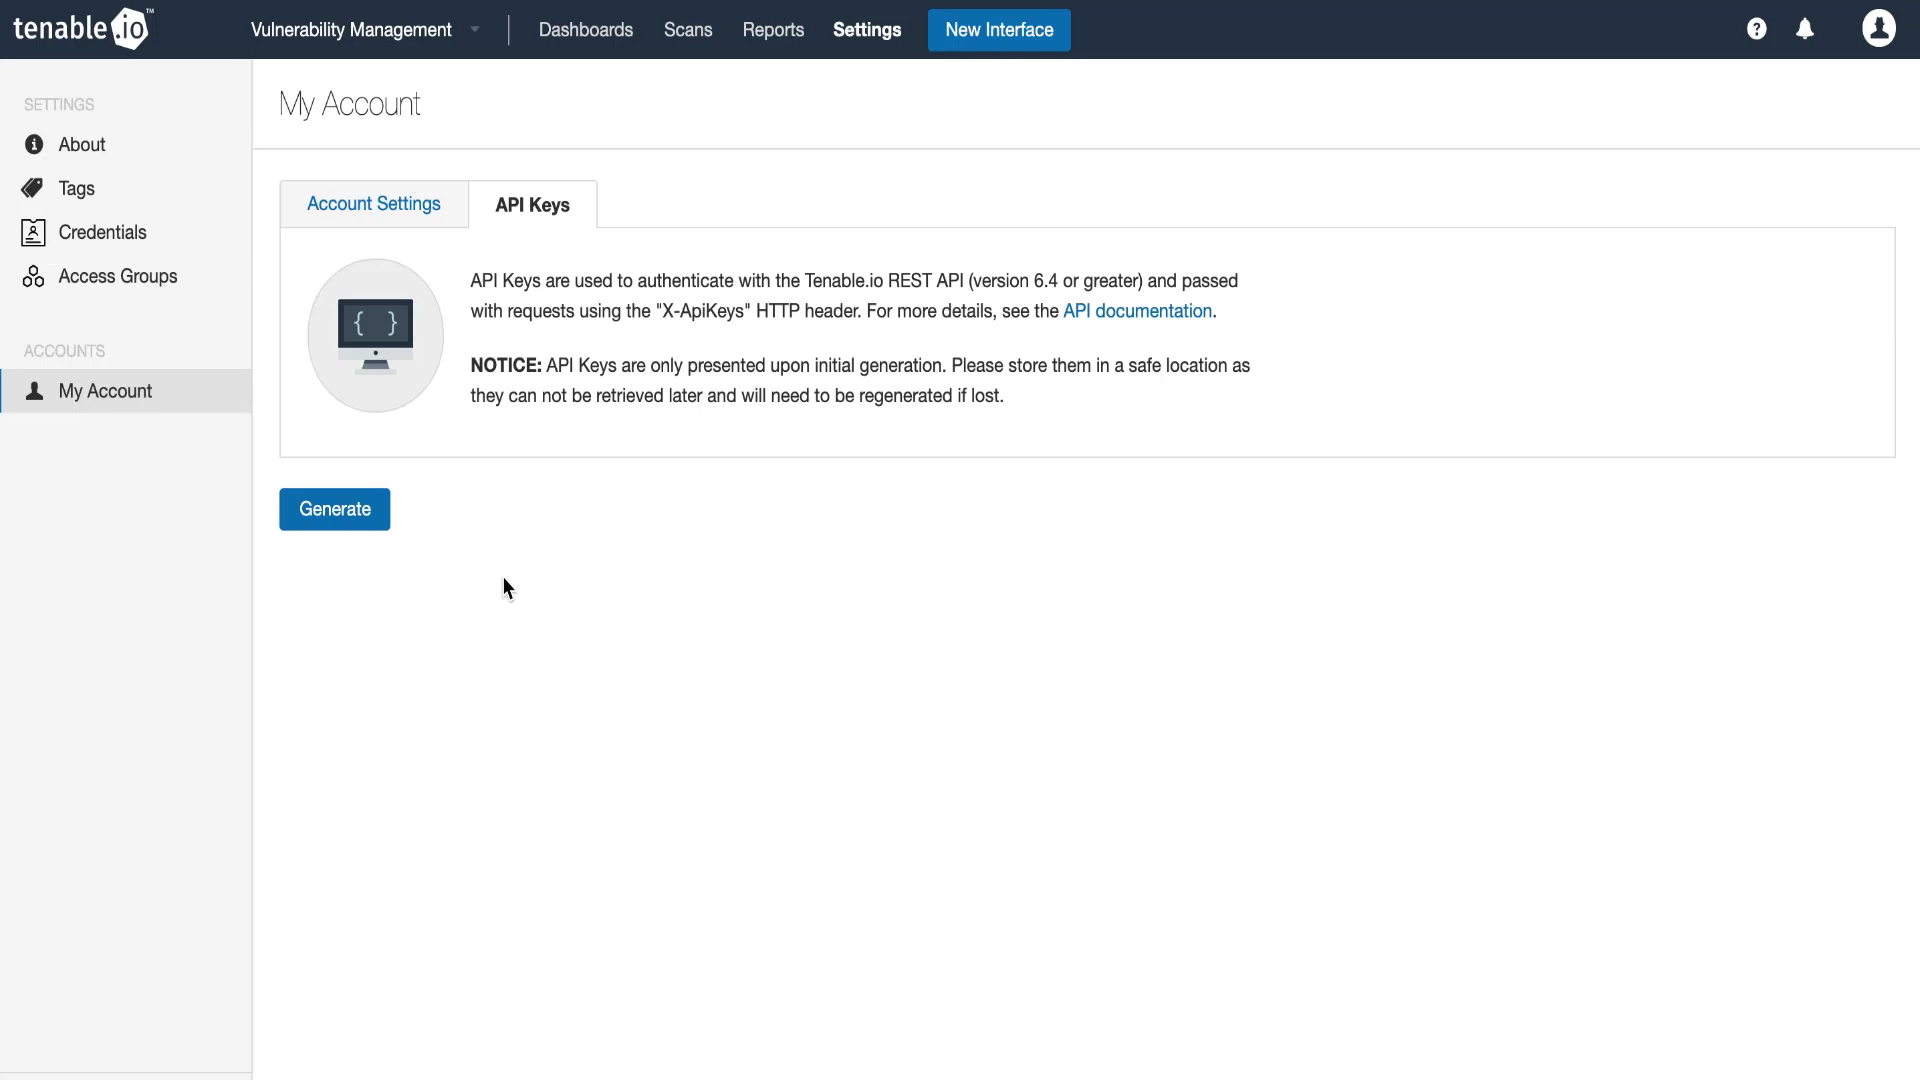 tenable.io™
Vulnerability Management
Dashboards
Scans
Reports
Settings
New Interface
SETTINGS
About
Tags
Credentials
Access Groups
ACCOUNTS
My Account
My Account
Account Settings
API Keys
{ }
API Keys are used to authenticate with the Tenable.io REST API (version 6.4 or greater) and passed
with requests using the "X-ApiKeys" HTTP header. For more details, see the API documentation.
NOTICE: API Keys are only presented upon initial generation. Please store them in a safe location as
they can not be retrieved later and will need to be regenerated if lost.
Generate